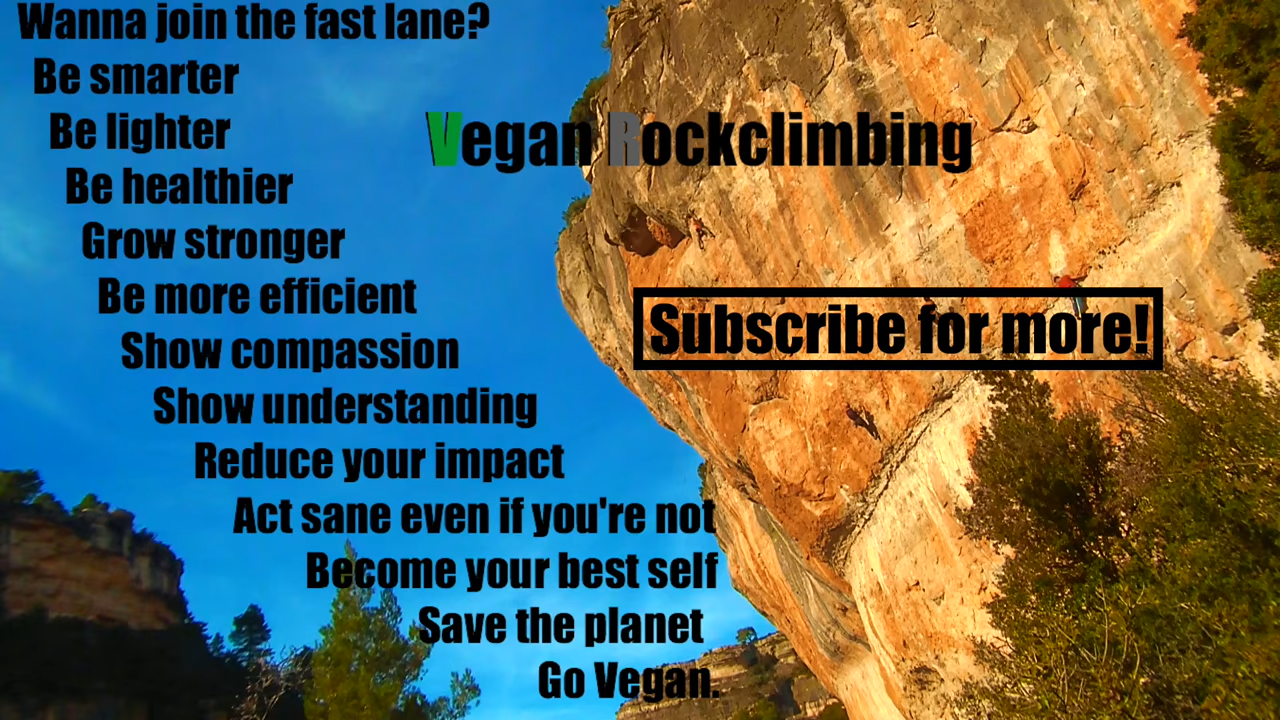 Wanna join the fast lane?
Be smarter
Be lighter
Be healthier
Grow stronger
Be more efficient
Show compassion
Show understanding
Reduce your impact
Act sane even if you're not
Become your best self
Save the planet
Go Vegan.
Vegan Rockclimbing
Subscribe for more!